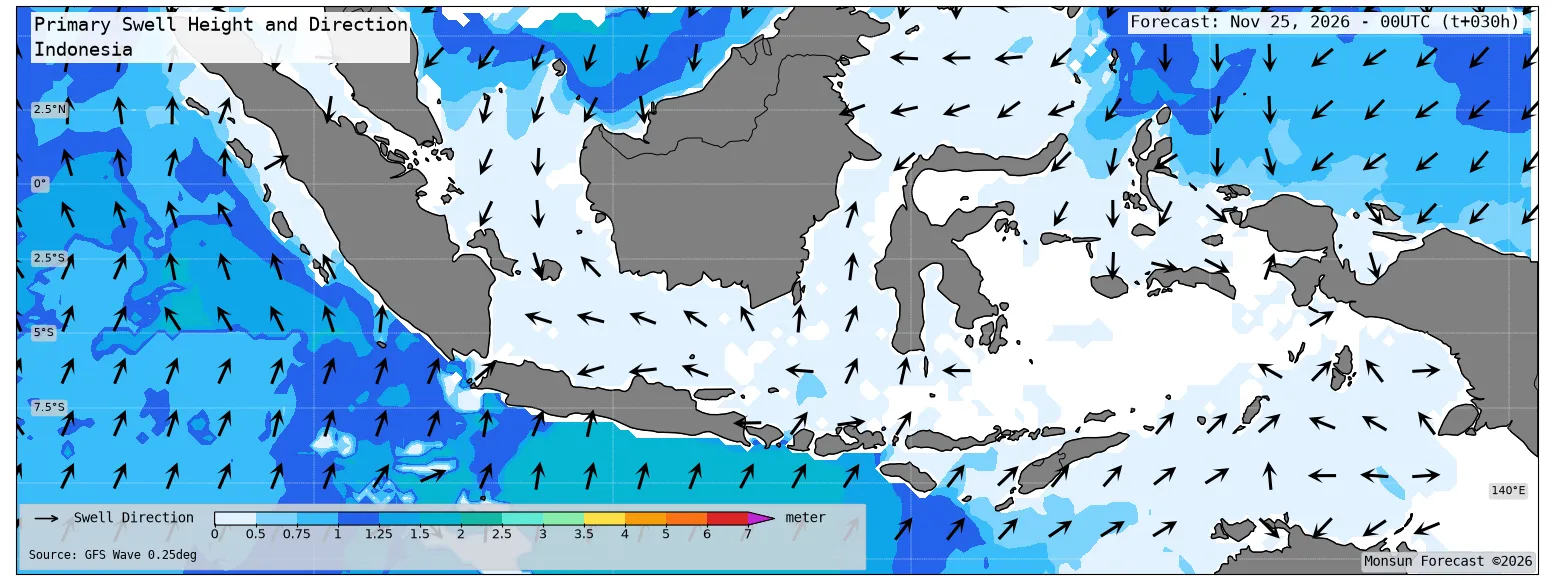 Primary Swell Height and Direction
Indonesia
Forecast: Nov 25, 2026 - 00UTC (t+030h)
2.5°N
0°
2.5°S
5°S
7.5°S
140°E
Swell Direction
meter
0 0.5 0.75 1 1.25 1.5 2 2.5 3 3.5 4 5 6 7
Source: GFS Wave 0.25deg
Monsun Forecast ©2026